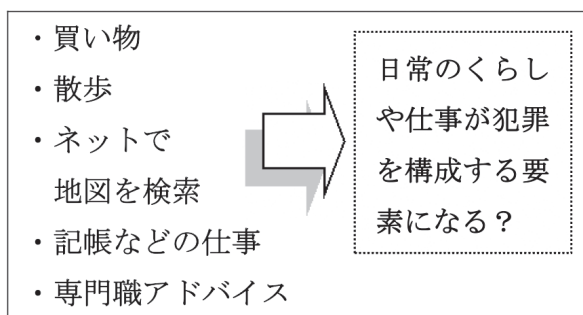 ・買い物
・散歩
・ネットで
地図を検索
・記帳などの仕事
・専門職アドバイス
日常のくらし
や仕事が犯罪
を構成する要
素になる？